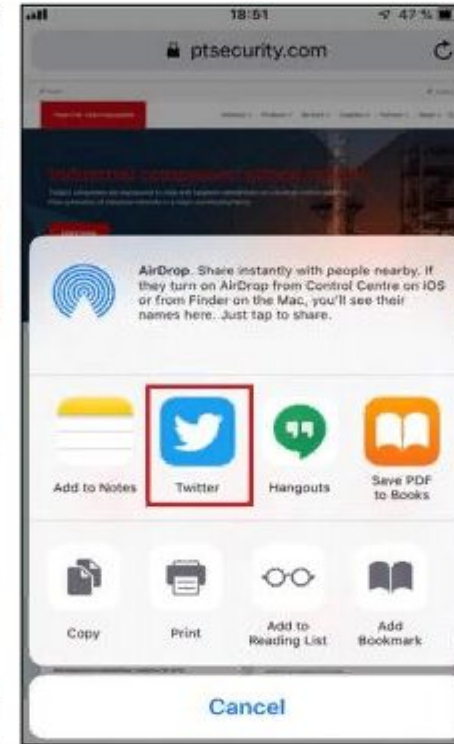 18:51
47 %
ptsecurity.com
AirDrop. Share instantly with people nearby. If
they turn on AirDrop from Control Centre on iOS
or from Finder on the Mac, you'll see their
names here. Just tap to share.
Add to Notes
Twitter
Hangouts
Save PDF
to Books
Copy
Print
Add to
Reading List
Add
Bookmark
Cancel